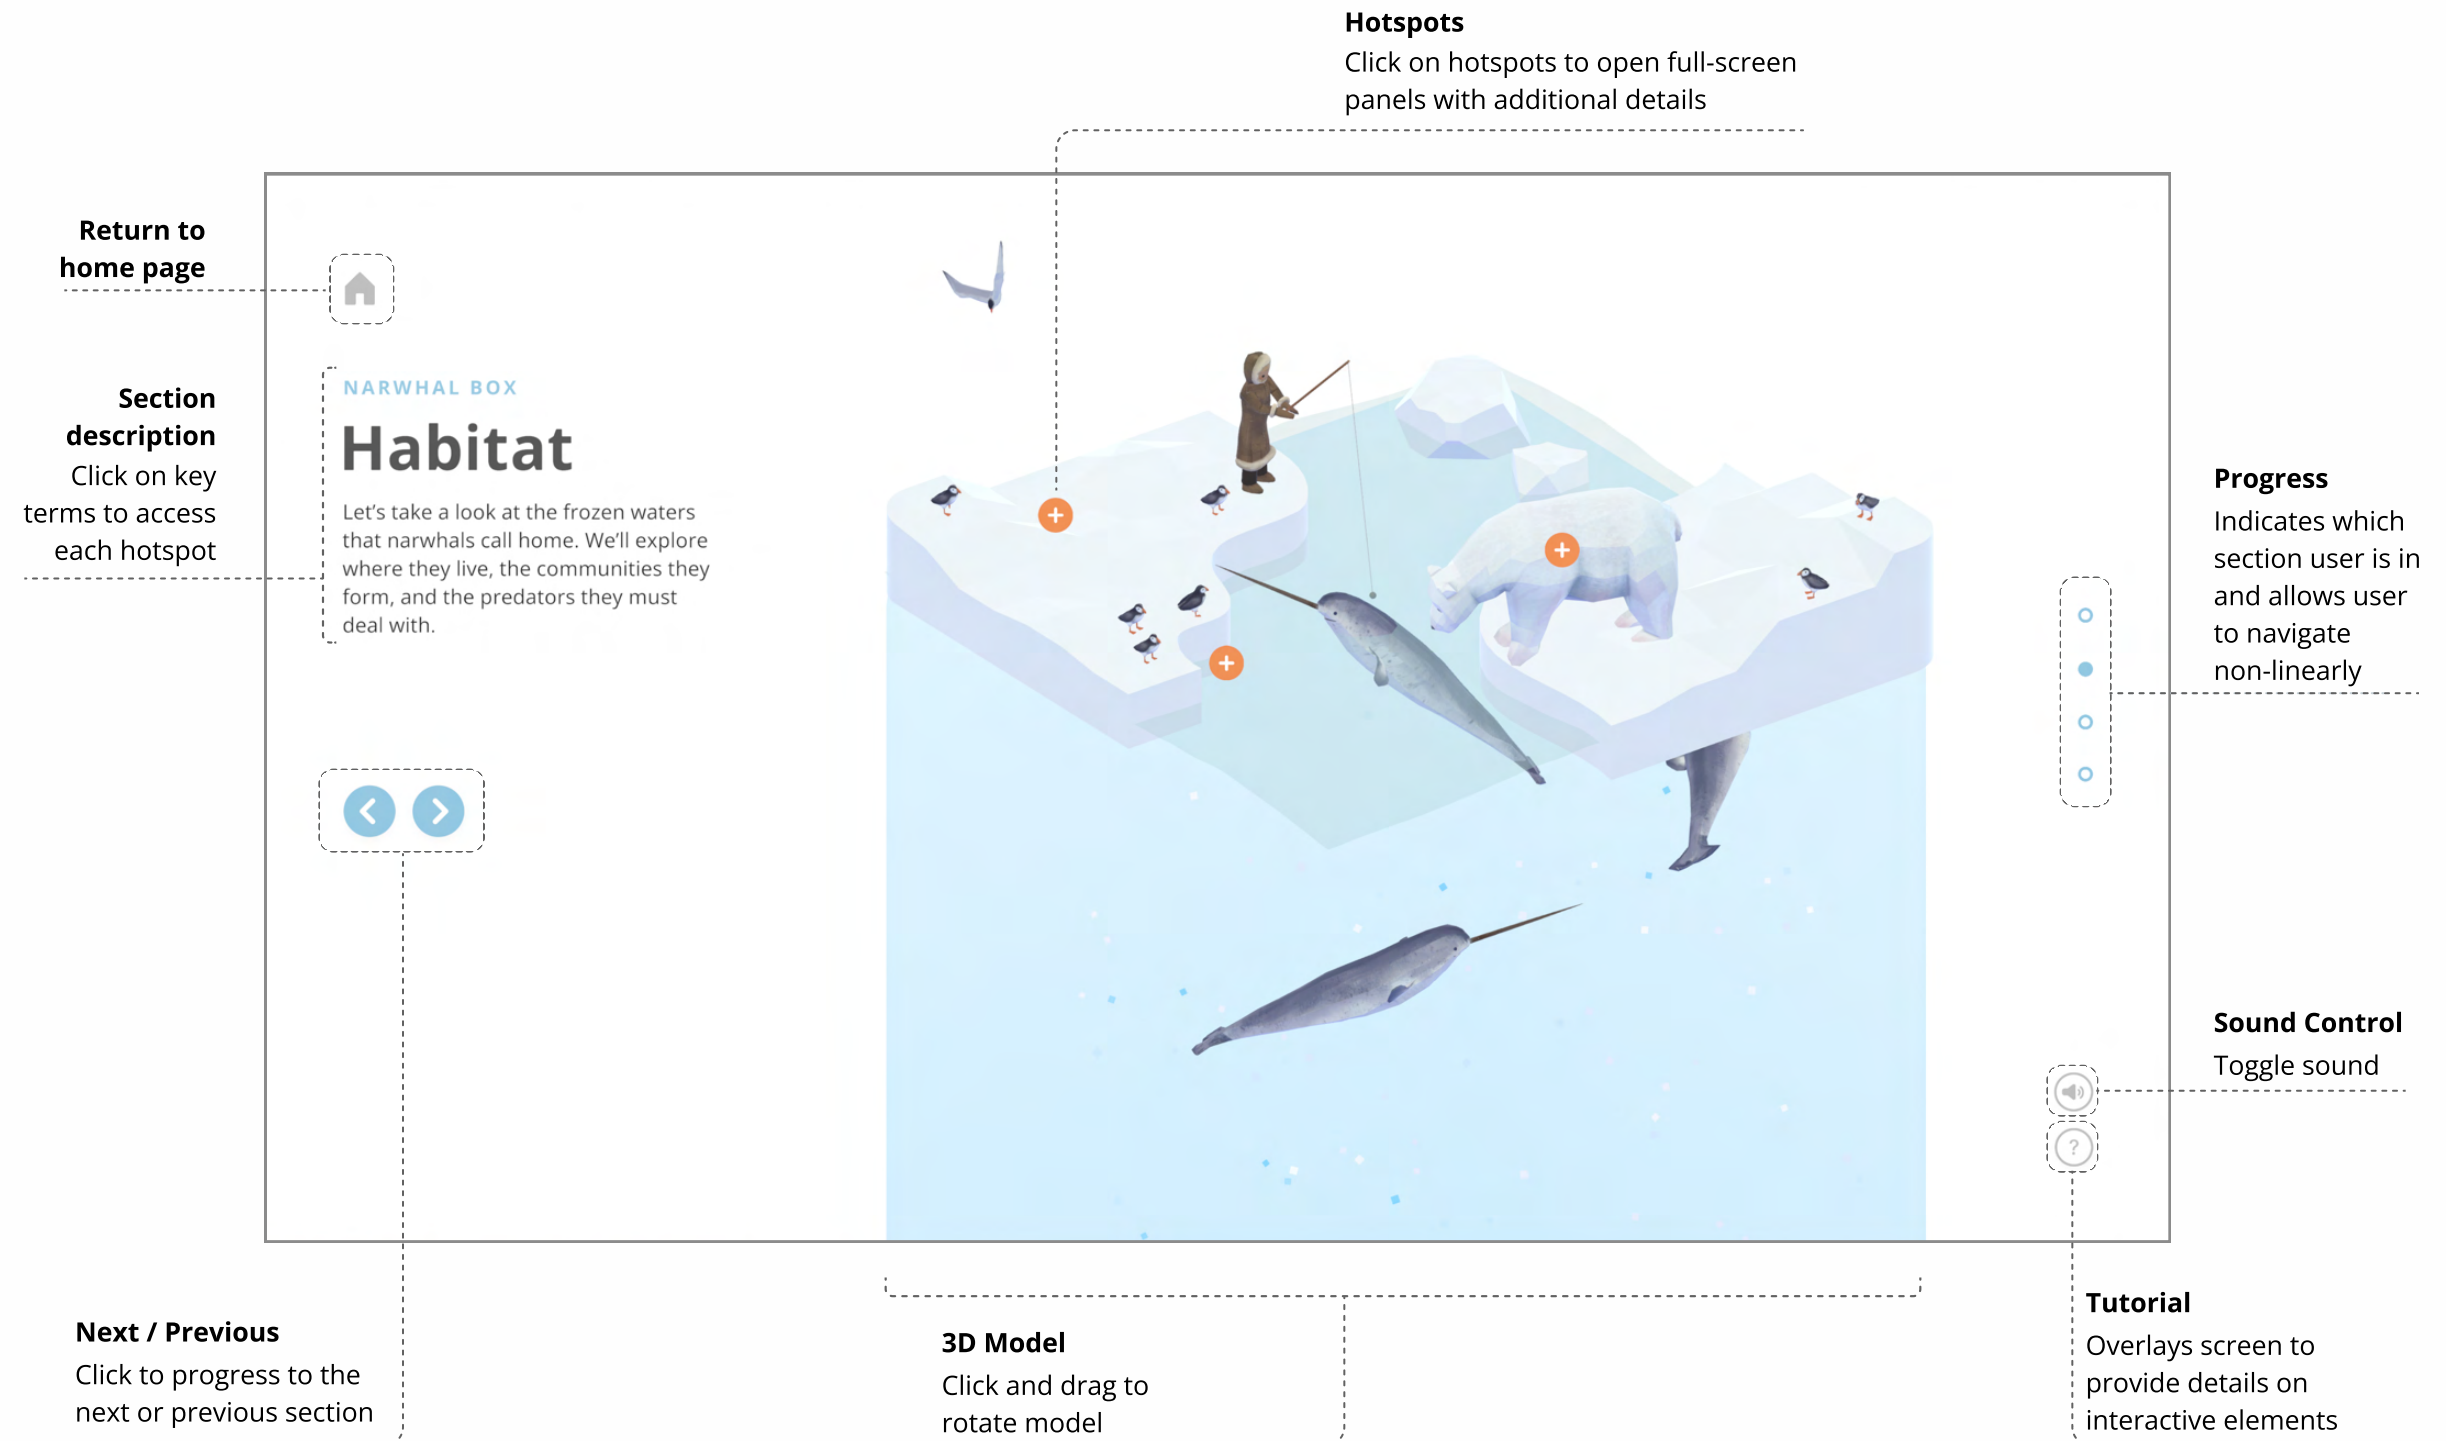 Hotspots
Click on hotspots to open full-screen
panels with additional details
Return to
home page
Section
description
Click on key
terms to access
each hotspot
NARWHAL BOX
Habitat
Let's take a look at the frozen waters
that narwhals call home. We'll explore
where they live, the communities they
form, and the predators they must
deal with.
Progress
Indicates which
section user is in
and allows user
to navigate
non-linearly
Sound Control
Toggle sound
?
Next / Previous
Click to progress to the
next or previous section
3D Model
Click and drag to
rotate model
Tutorial
Overlays screen to
provide details on
interactive elements